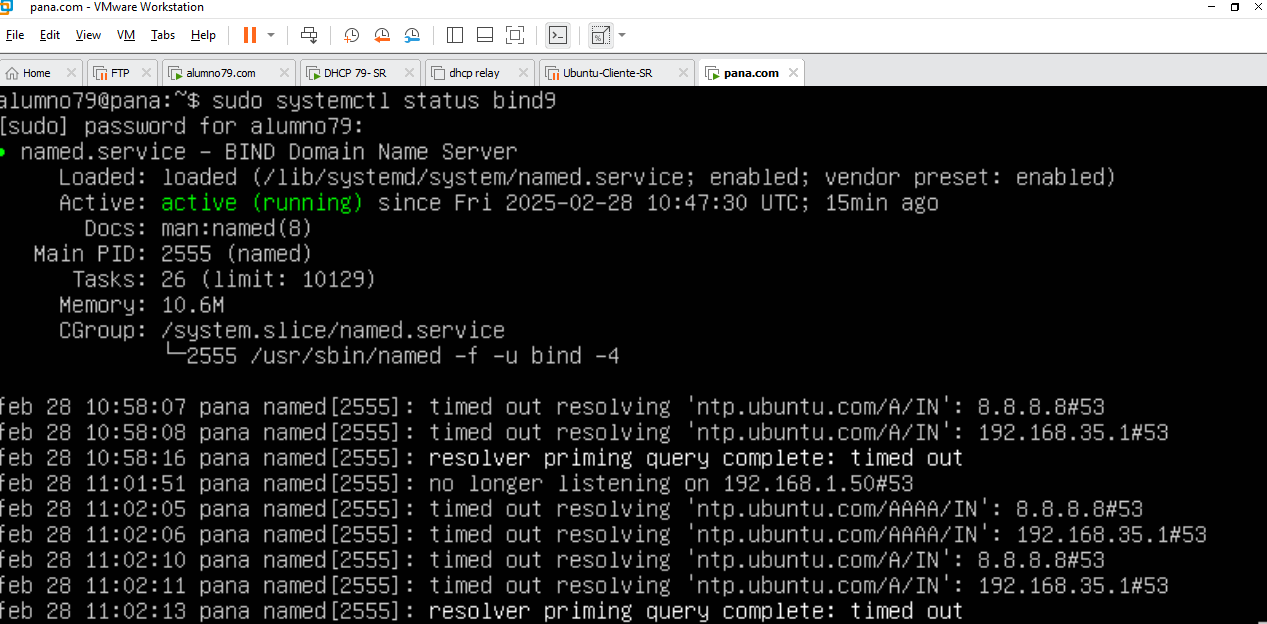 pana.com - VMware Workstation
File Edit View VM Tabs Help
Home FTP alumno79.com DHCP 79- SR dhcp relay Ubuntu-Cliente-SR pana.com
alumno79@pana:~$ sudo systemctl status bind9
[sudo] password for alumno79:
● named.service - BIND Domain Name Server
Loaded: loaded (/lib/systemd/system/named.service; enabled; vendor preset: enabled)
Active: active (running) since Fri 2025-02-28 10:47:30 UTC; 15min ago
Docs: man:named(8)
Main PID: 2555 (named)
Tasks: 26 (limit: 10129)
Memory: 10.6M
CGroup: /system.slice/named.service
└─2555 /usr/sbin/named -f -u bind -4
feb 28 10:58:07 pana named[2555]: timed out resolving 'ntp.ubuntu.com/A/IN': 8.8.8.8#53
feb 28 10:58:08 pana named[2555]: timed out resolving 'ntp.ubuntu.com/A/IN': 192.168.35.1#53
feb 28 10:58:16 pana named[2555]: resolver priming query complete: timed out
feb 28 11:01:51 pana named[2555]: no longer listening on 192.168.1.50#53
feb 28 11:02:05 pana named[2555]: timed out resolving 'ntp.ubuntu.com/AAAA/IN': 8.8.8.8#53
feb 28 11:02:06 pana named[2555]: timed out resolving 'ntp.ubuntu.com/AAAA/IN': 192.168.35.1#53
feb 28 11:02:10 pana named[2555]: timed out resolving 'ntp.ubuntu.com/A/IN': 8.8.8.8#53
feb 28 11:02:11 pana named[2555]: timed out resolving 'ntp.ubuntu.com/A/IN': 192.168.35.1#53
feb 28 11:02:13 pana named[2555]: resolver priming query complete: timed out